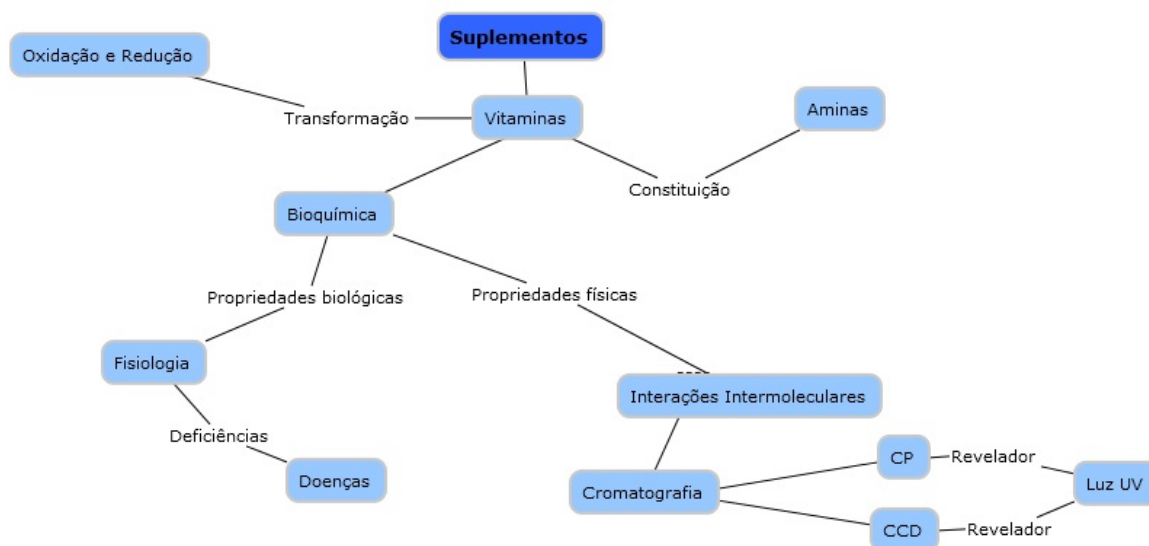 Suplementos
Oxidação e Redução
Transformação
Vitaminas
Aminas
Constituição
Bioquímica
Propriedades biológicas
Propriedades físicas
Fisiologia
Interações Intermoleculares
Deficiências
Doenças
Cromatografia
CP
Revelador
Luz UV
CCD
Revelador